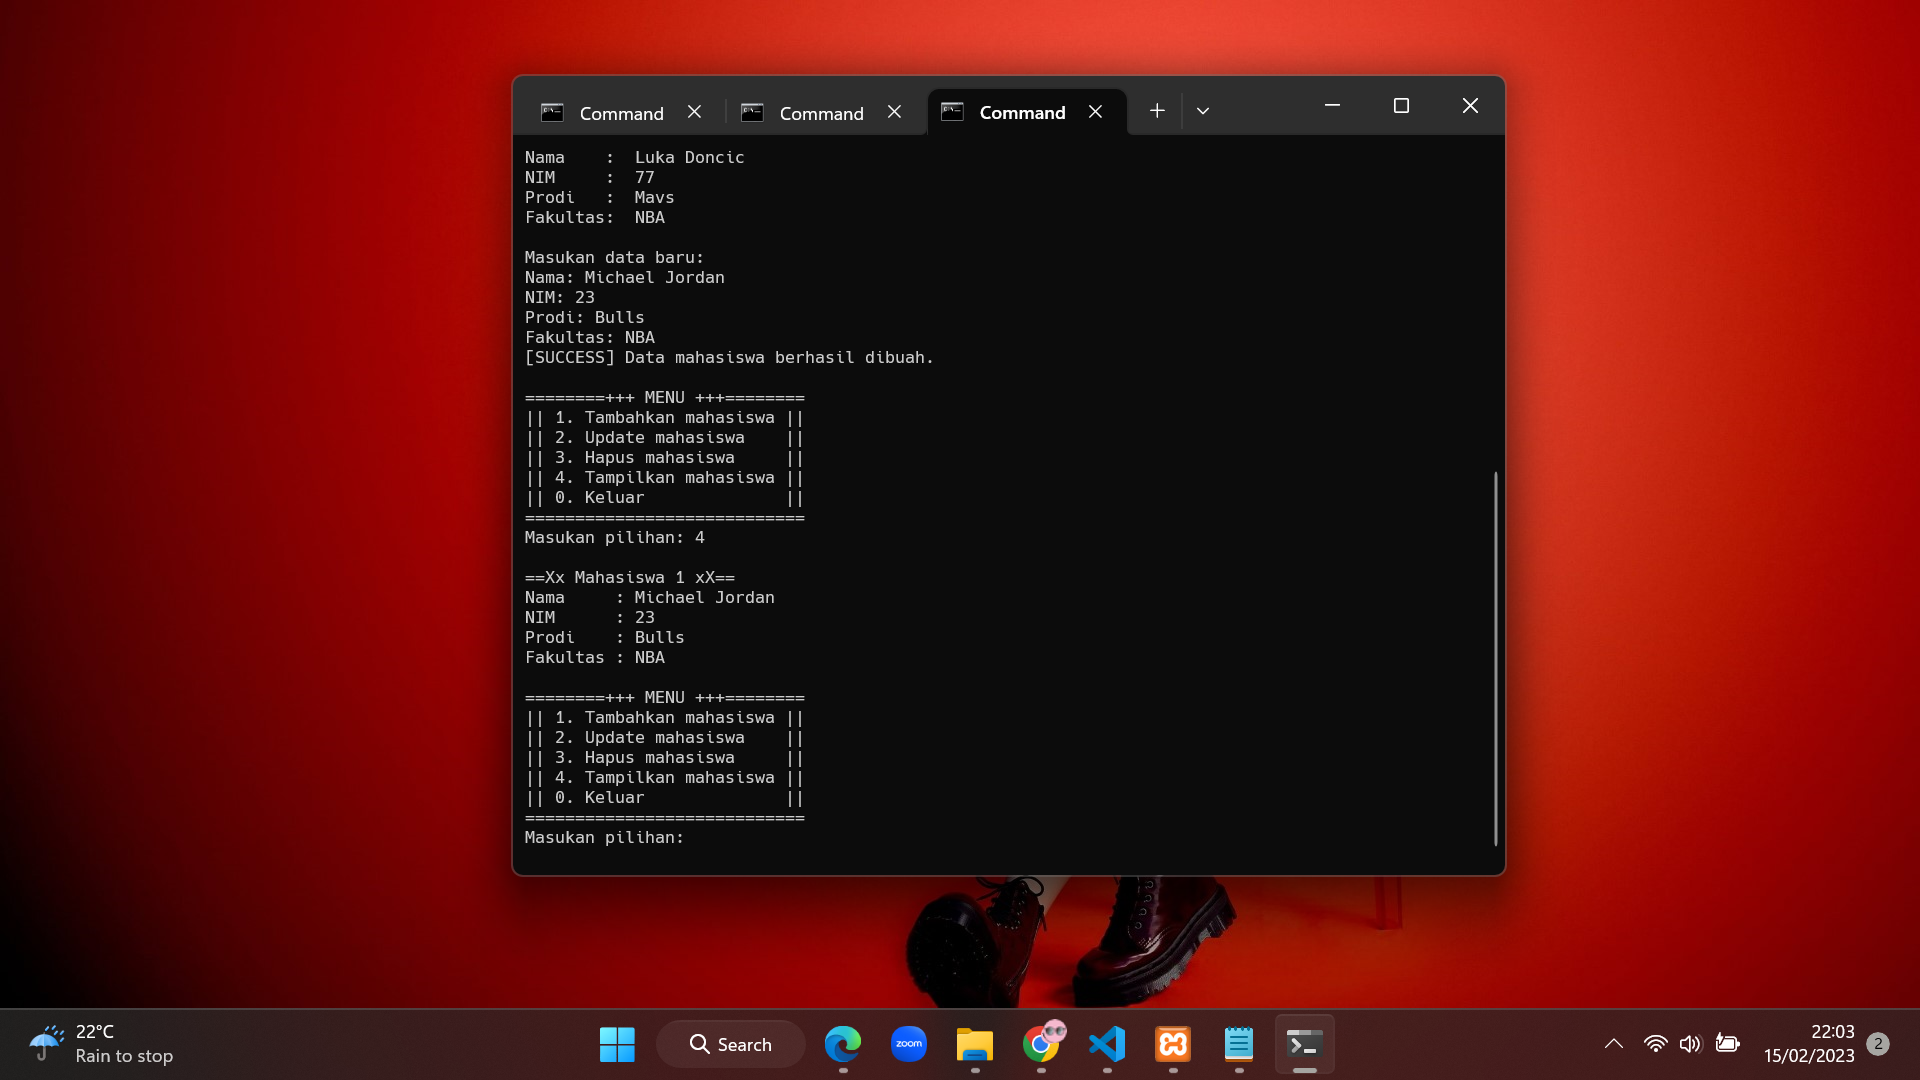 Command
Command
Command
Nama    :  Luka Doncic
NIM     :  77
Prodi   :  Mavs
Fakultas:  NBA
Masukan data baru:
Nama: Michael Jordan
NIM: 23
Prodi: Bulls
Fakultas: NBA
[SUCCESS] Data mahasiswa berhasil dibuah.
========+++ MENU +++========
|| 1. Tambahkan mahasiswa ||
|| 2. Update mahasiswa    ||
|| 3. Hapus mahasiswa     ||
|| 4. Tampilkan mahasiswa ||
|| 0. Keluar              ||
============================
Masukan pilihan: 4
==Xx Mahasiswa 1 xX==
Nama     : Michael Jordan
NIM      : 23
Prodi    : Bulls
Fakultas : NBA
========+++ MENU +++========
|| 1. Tambahkan mahasiswa ||
|| 2. Update mahasiswa    ||
|| 3. Hapus mahasiswa     ||
|| 4. Tampilkan mahasiswa ||
|| 0. Keluar              ||
============================
Masukan pilihan:
22°C
Rain to stop
Search
zoom
22:03
15/02/2023
2